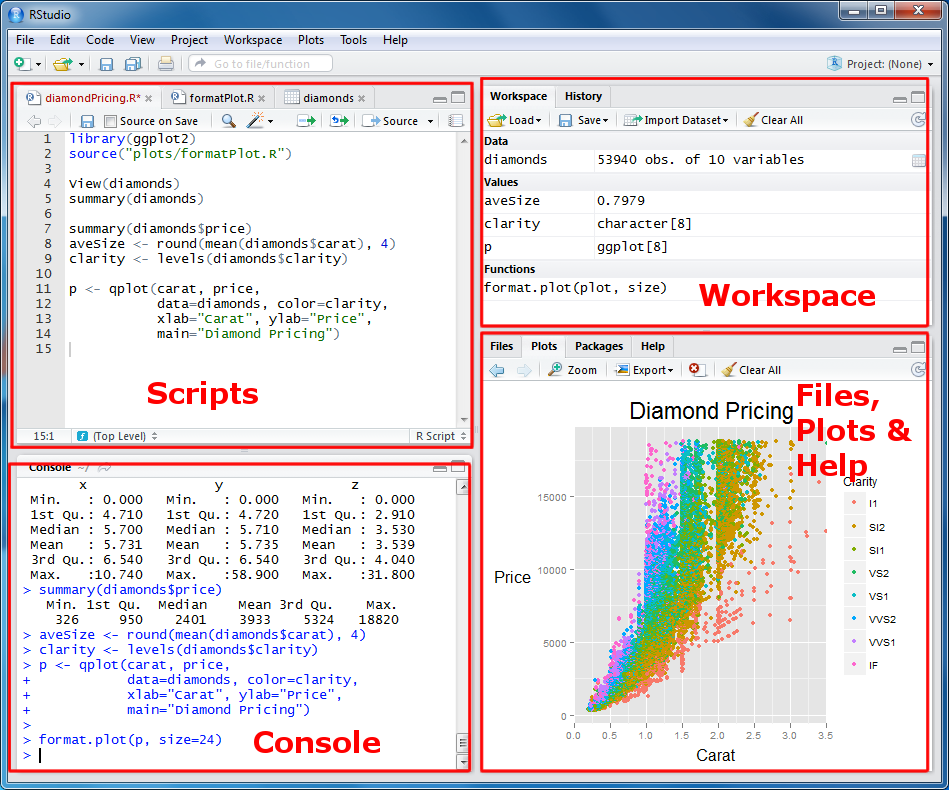 RStudio
File Edit Code View Project Workspace Plots Tools Help
Go to file/function Project: (None)
diamondPricing.R* formatPlot.R diamonds
Source on Save Source
1 library(ggplot2)
2 source("plots/formatPlot.R")
3
4 View(diamonds)
5 summary(diamonds)
6
7 summary(diamonds$price)
8 aveSize <- round(mean(diamonds$carat), 4)
9 clarity <- levels(diamonds$clarity)
10
11 p <- qplot(carat, price,
12 data=diamonds, color=clarity,
13 xlab="Carat", ylab="Price",
14 main="Diamond Pricing")
15
Scripts
15:1 (Top Level) R Script
Console ~/
x y z
Min. : 0.000 Min. : 0.000 Min. : 0.000
1st Qu.: 4.710 1st Qu.: 4.720 1st Qu.: 2.910
Median : 5.700 Median : 5.710 Median : 3.530
Mean : 5.731 Mean : 5.735 Mean : 3.539
3rd Qu.: 6.540 3rd Qu.: 6.540 3rd Qu.: 4.040
Max. :10.740 Max. :58.900 Max. :31.800
> summary(diamonds$price)
Min. 1st Qu. Median Mean 3rd Qu. Max.
326 950 2401 3933 5324 18820
> aveSize <- round(mean(diamonds$carat), 4)
> clarity <- levels(diamonds$clarity)
> p <- qplot(carat, price,
+ data=diamonds, color=clarity,
+ xlab="Carat", ylab="Price",
+ main="Diamond Pricing")
>
> format.plot(p, size=24)
>
Console
Workspace History
Load Save Import Dataset Clear All
Data
diamonds 53940 obs. of 10 variables
Values
aveSize 0.7979
clarity character[8]
p ggplot[8]
Functions
format.plot(plot, size)
Workspace
Files Plots Packages Help
Zoom Export Clear All
Files,
Plots &
Help
Diamond Pricing
Clarity
I1
SI2
SI1
VS2
VS1
VVS2
VVS1
IF
Price
15000
10000
5000
0
0.0 0.5 1.0 1.5 2.0 2.5 3.0 3.5
Carat